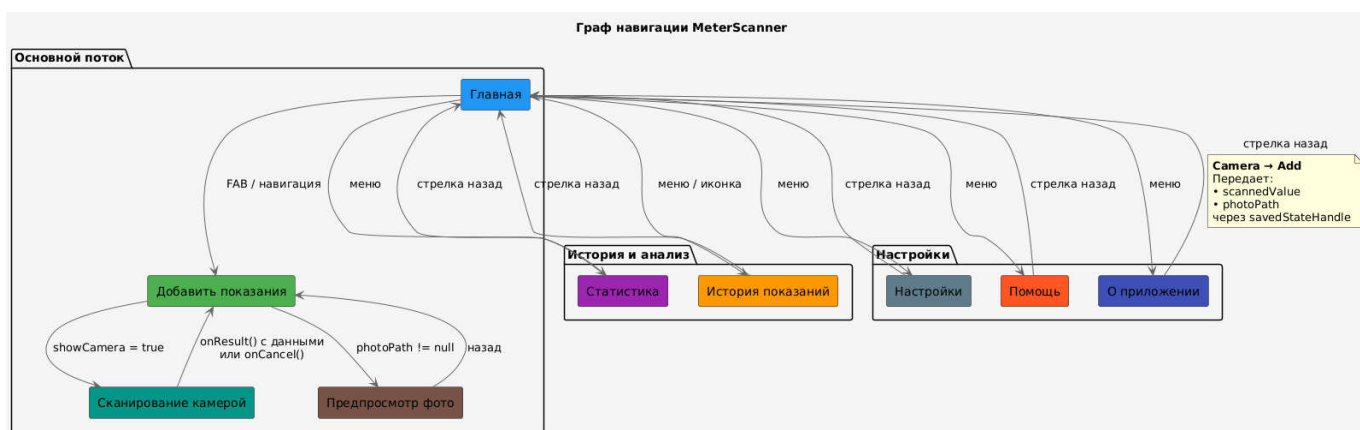 Граф навигации MeterScanner
Основной поток
Главная
стрелка назад
Camera → Add
Передает:
• scannedValue
• photoPath
через savedStateHandle
FAB / навигация
меню
стрелка назад
стрелка назад
меню / иконка
меню
стрелка назад
меню
стрелка назад
меню
История и анализ
Настройки
Добавить показания
Статистика
История показаний
Настройки
Помощь
О приложении
showCamera = true
onResult() с данными
или onCancel()
photoPath != null
назад
Сканирование камерой
Предпросмотр фото